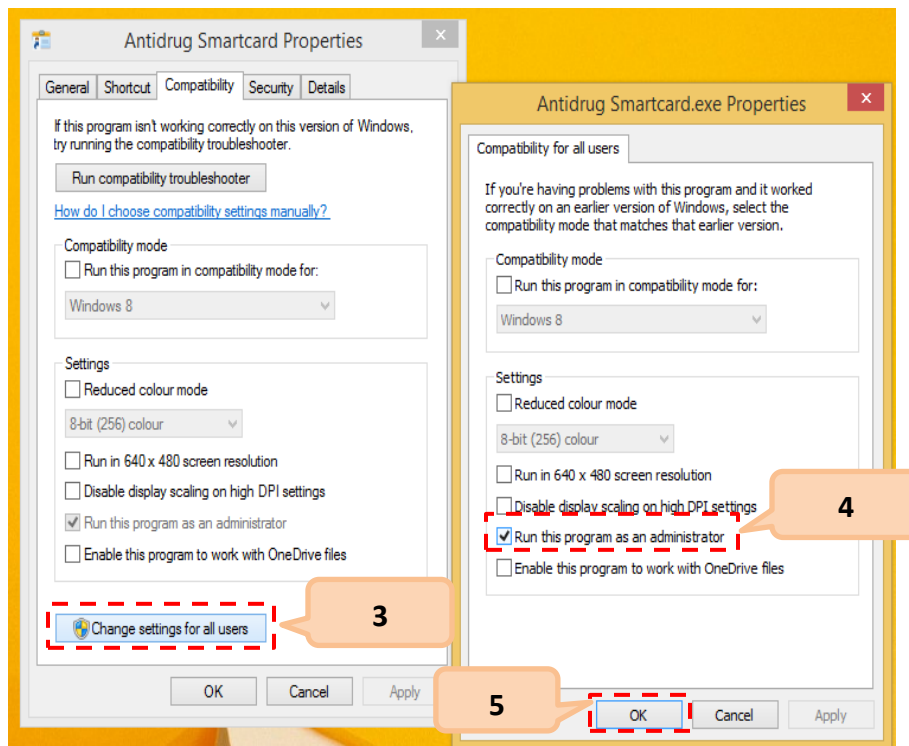 Antidrug Smartcard Properties
x
General Shortcut Compatibility Security Details
If this program isn't working correctly on this version of Windows,
try running the compatibility troubleshooter.
Run compatibility troubleshooter
How do I choose compatibility settings manually?
Compatibility mode
Run this program in compatibility mode for:
Windows 8
Settings
Reduced colour mode
8-bit (256) colour
Run in 640 x 480 screen resolution
Disable display scaling on high DPI settings
Run this program as an administrator
Enable this program to work with OneDrive files
Change settings for all users
3
OK Cancel Apply
Antidrug Smartcard.exe Properties
x
Compatibility for all users
If you're having problems with this program and it worked
correctly on an earlier version of Windows, select the
compatibility mode that matches that earlier version.
Compatibility mode
Run this program in compatibility mode for:
Windows 8
Settings
Reduced colour mode
8-bit (256) colour
Run in 640 x 480 screen resolution
Disable display scaling on high DPI settings
4
Run this program as an administrator
Enable this program to work with OneDrive files
5
OK Cancel Apply